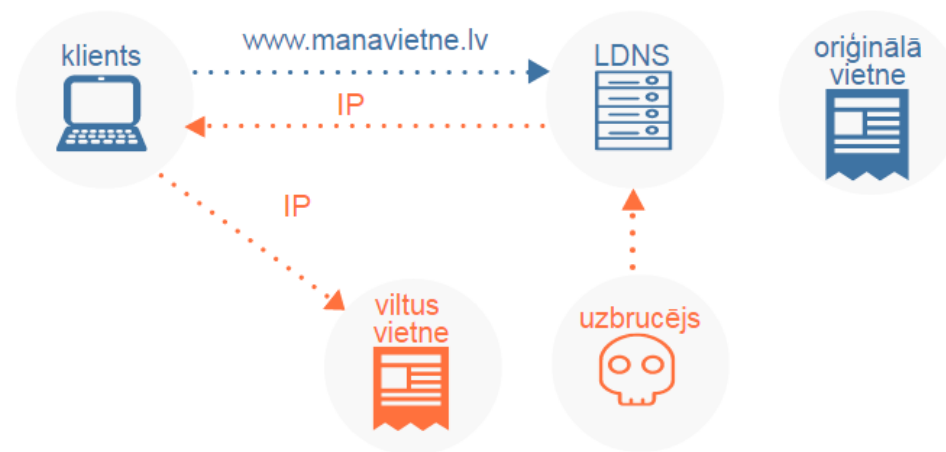 klients
www.manavietne.lv
LDNS
oriģinālā
vietne
IP
IP
viltus
vietne
uzbrucējs